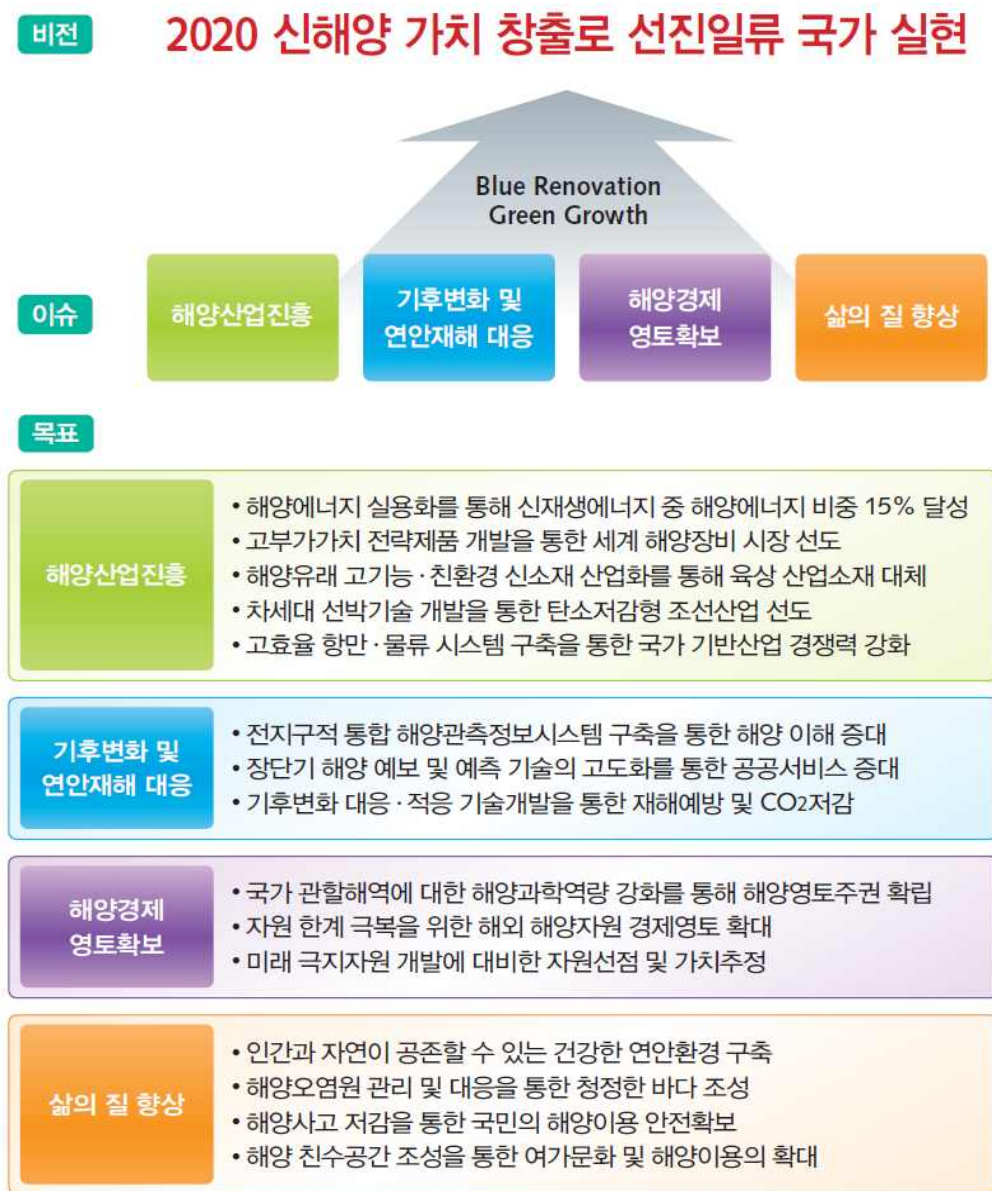 비전
2020 신해양 가치 창출로 선진일류 국가 실현
Blue Renovation
Green Growth
이슈
해양산업진흥
기후변화 및
연안재해 대응
해양경제
영토확보
삶의 질 향상
목표
해양산업진흥
• 해양에너지 실용화를 통해 신재생에너지 중 해양에너지 비중 15% 달성
• 고부가가치 전략제품 개발을 통한 세계 해양장비 시장 선도
• 해양유래 고기능·친환경 신소재 산업화를 통해 육상 산업소재 대체
• 차세대 선박기술 개발을 통한 탄소저감형 조선산업 선도
• 고효율 항만·물류 시스템 구축을 통한 국가 기반산업 경쟁력 강화
기후변화 및
연안재해 대응
• 전지구적 통합 해양관측정보시스템 구축을 통한 해양 이해 증대
• 장단기 해양 예보 및 예측 기술의 고도화를 통한 공공서비스 증대
• 기후변화 대응·적응 기술개발을 통한 재해예방 및 CO2저감
해양경제
영토확보
• 국가 관할해역에 대한 해양과학역량 강화를 통해 해양영토주권 확립
• 자원 한계 극복을 위한 해외 해양자원 경제영토 확대
• 미래 극지자원 개발에 대비한 자원선점 및 가치추정
삶의 질 향상
• 인간과 자연이 공존할 수 있는 건강한 연안환경 구축
• 해양오염원 관리 및 대응을 통한 청정한 바다 조성
• 해양사고 저감을 통한 국민의 해양이용 안전확보
• 해양 친수공간 조성을 통한 여가문화 및 해양이용의 확대